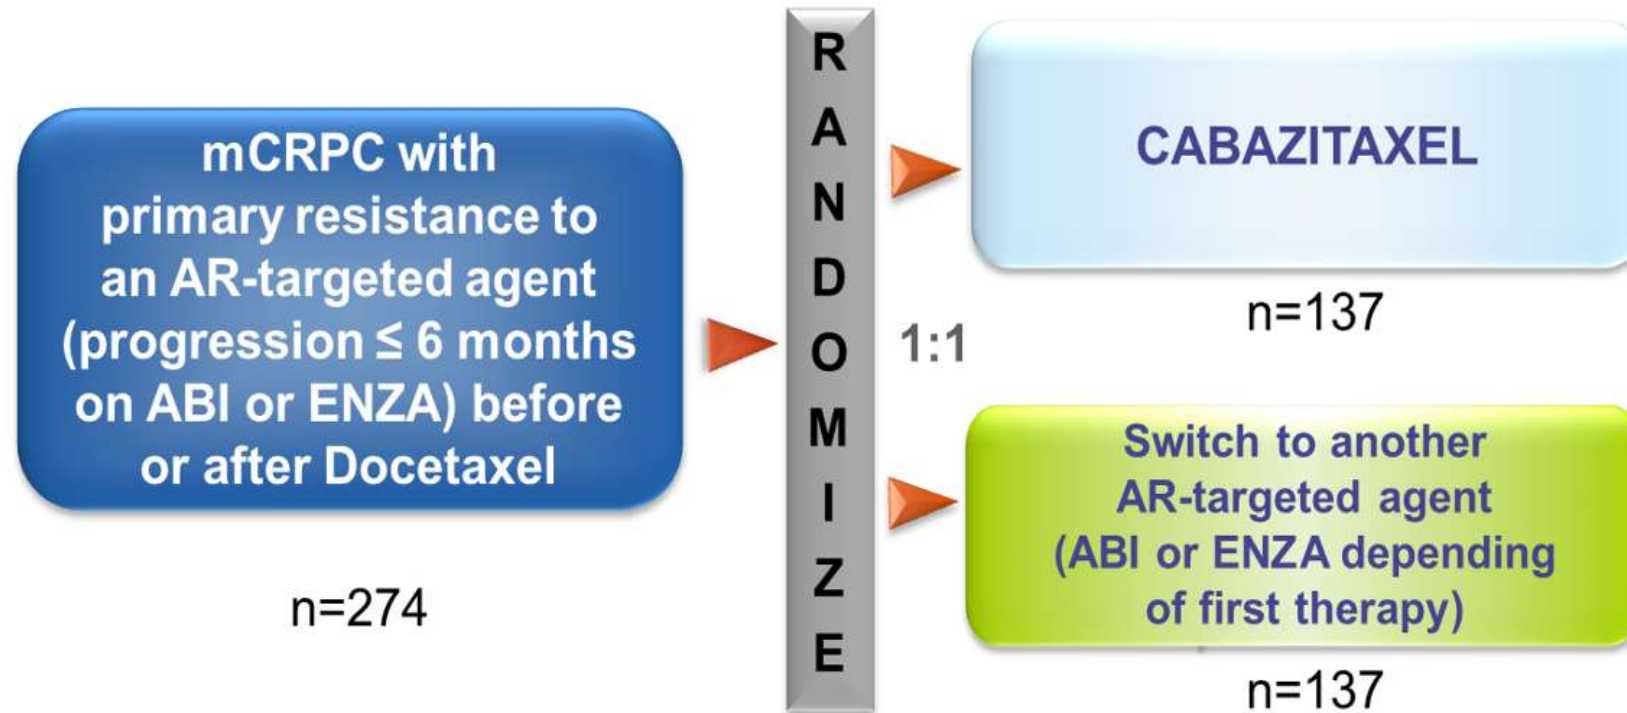 mCRPC with
primary resistance to
an AR-targeted agent
(progression ≤ 6 months
on ABI or ENZA) before
or after Docetaxel
n=274
R
A
N
D
O
M
I
Z
E
1:1
CABAZITAXEL
n=137
Switch to another
AR-targeted agent
(ABI or ENZA depending
of first therapy)
n=137